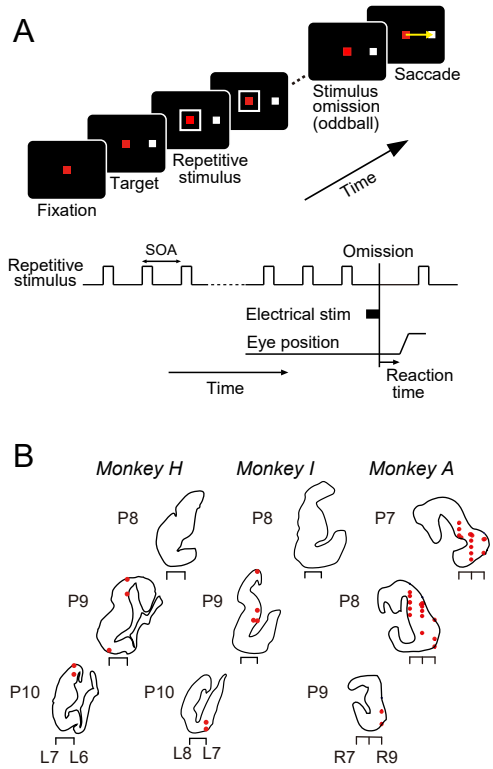 A
Fixation
Target
Repetitive
stimulus
Stimulus
omission
(oddball)
Saccade
Time
SOA
Omission
Repetitive
stimulus
Electrical stim
Eye position
Reaction
time
Time
B
Monkey H
Monkey I
Monkey A
P8
P8
P7
P9
P9
P8
P10
P10
P9
L7 L6
L8 L7
R7 R9